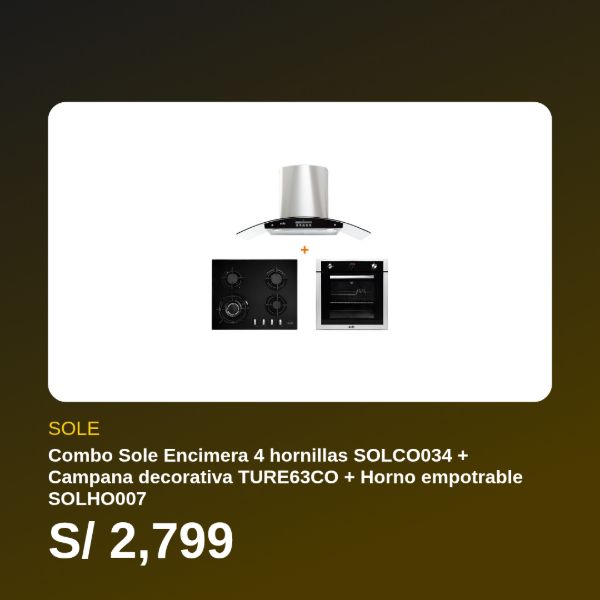 +
SOLE
Combo Sole Encimera 4 hornillas SOLCO034 +
Campana decorativa TURE63CO + Horno empotrable
SOLHO007
S/ 2,799